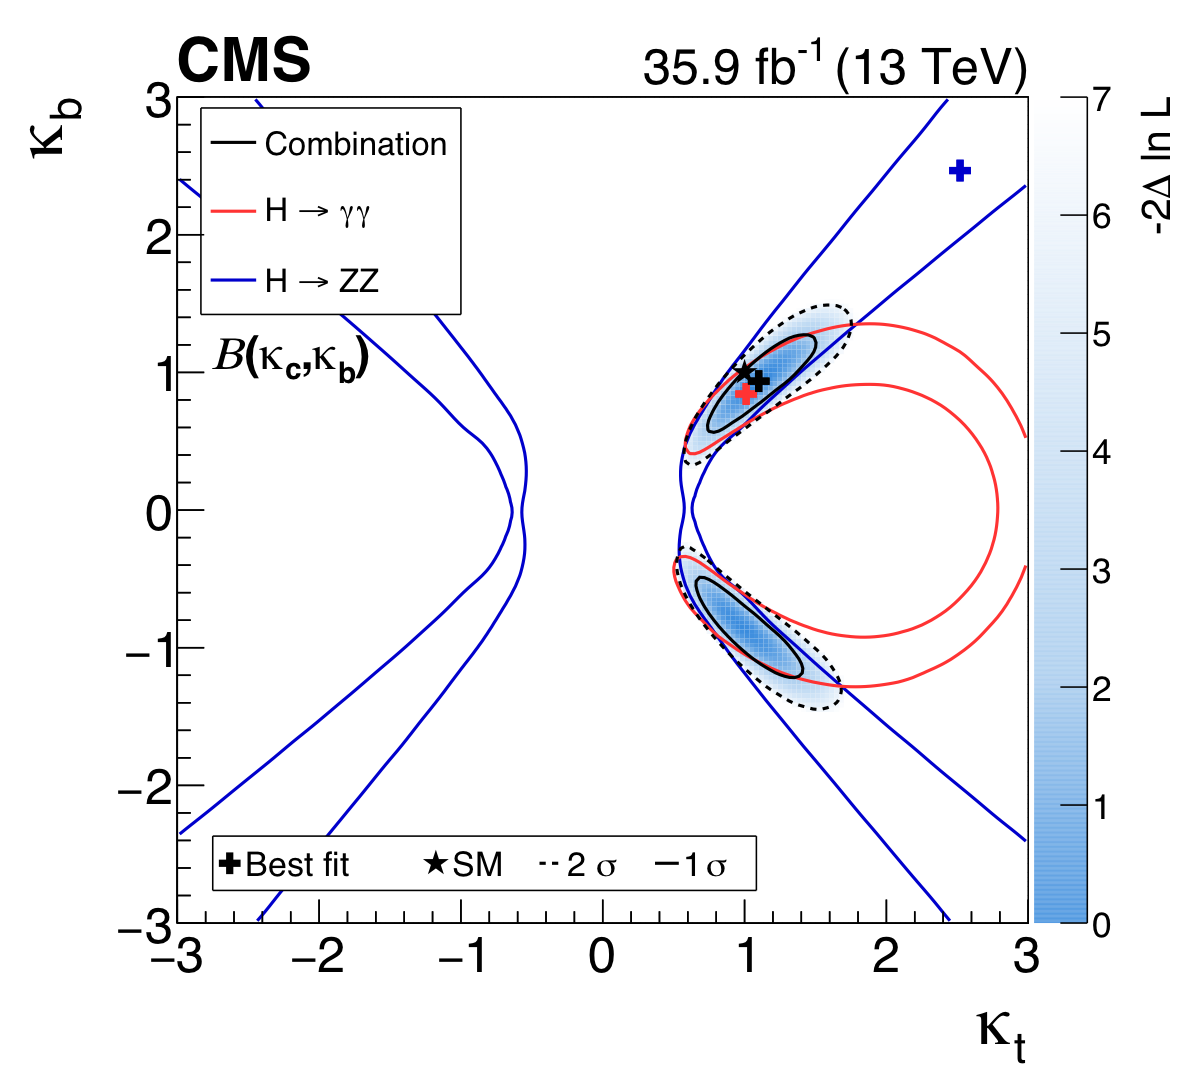 CMS 35.9 fb⁻¹ (13 TeV)
κb
Combination
H → γγ
H → ZZ
B(κc,κb)
Best fit SM 2 σ 1 σ
3
2
1
0
−1
−2
−3
−3 −2 −1 0 1 2 3
κt
7
6
5
4
3
2
1
0
-2Δ ln L